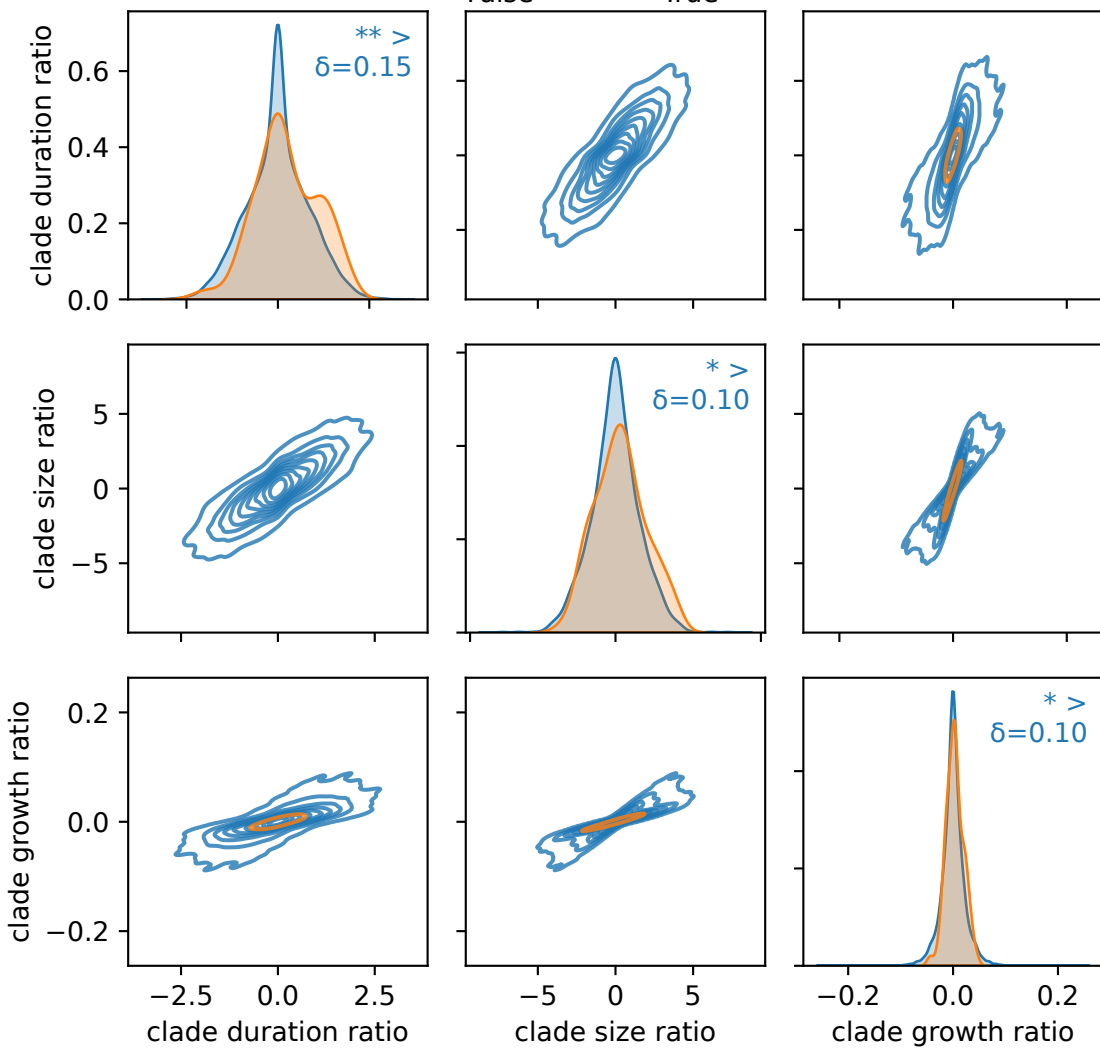 True
clade duration ratio
0.6
0.4
0.2
0.0
** >
δ=0.15
clade size ratio
5
0
−5
* >
δ=0.10
clade growth ratio
0.2
0.0
−0.2
* >
δ=0.10
−2.5 0.0 2.5
−5 0 5
−0.2 0.0 0.2
clade duration ratio
clade size ratio
clade growth ratio